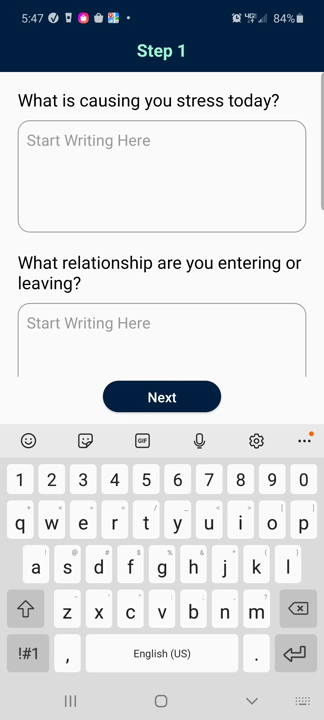 5:47
84%
Step 1
What is causing you stress today?
Start Writing Here
What relationship are you entering or
leaving?
Start Writing Here
Next
GIF
1 2 3 4 5 6 7 8 9 0
q w e r t y u i o p
a s d f g h j k l
z x c v b n m
!#1 , English (US) .